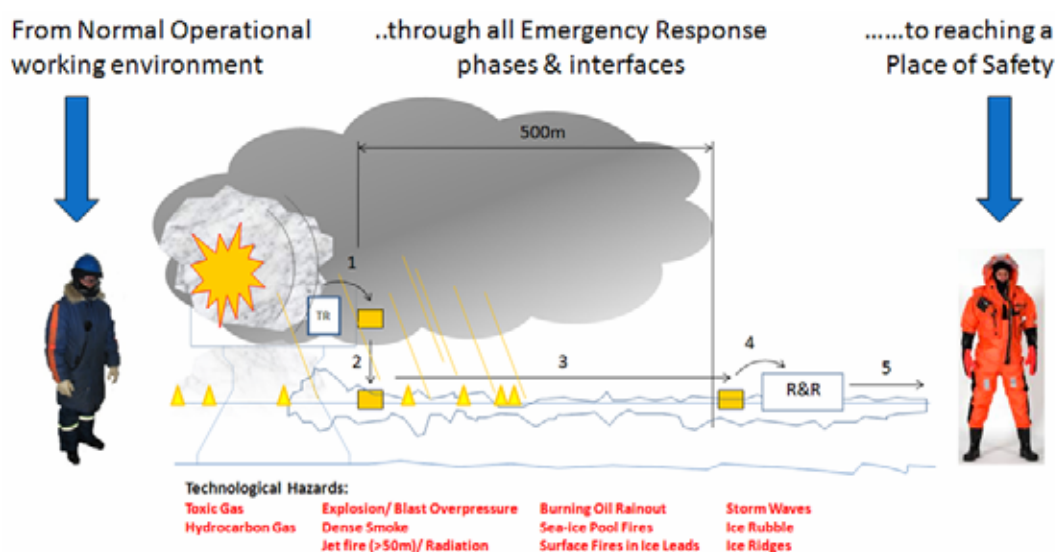 From Normal Operational
working environment
..through all Emergency Response
phases & interfaces
......to reaching a
Place of Safety
500m
1
TR
2
3
4
R&R
5
Technological Hazards:
Toxic Gas
Hydrocarbon Gas
Explosion/ Blast Overpressure
Dense Smoke
Jet fire (>50m)/ Radiation
Burning Oil Rainout
Sea-ice Pool Fires
Surface Fires in Ice Leads
Storm Waves
Ice Rubble
Ice Ridges